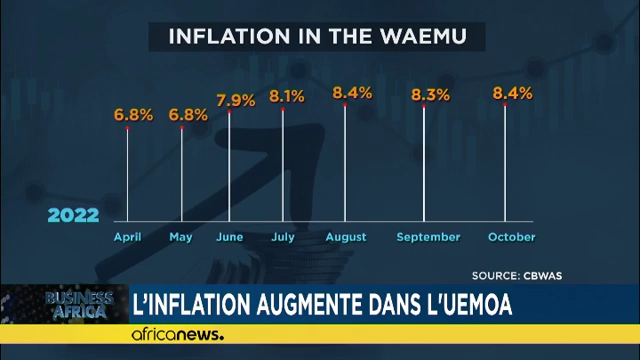 INFLATION IN THE WAEMU
6.8% 6.8% 7.9% 8.1% 8.4% 8.3% 8.4%
2022
April May June July August September October
SOURCE: CBWAS
BUSINESS
AFRICA
L'INFLATION AUGMENTE DANS L'UEMOA
africanews.